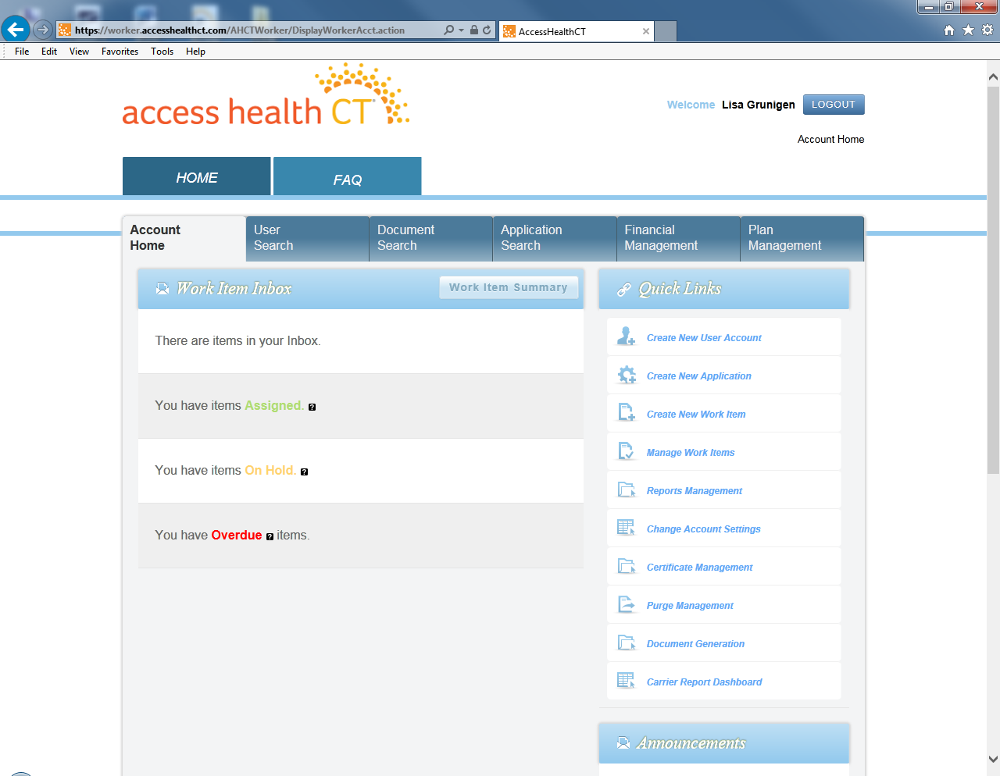 https://worker.accesshealthct.com/AHCTWorker/DisplayWorkerAcct.action
AccessHealthCT
File Edit View Favorites Tools Help
access health CT
Welcome Lisa Grunigen LOGOUT
Account Home
HOME FAQ
Account Home
User Search
Document Search
Application Search
Financial Management
Plan Management
Work Item Inbox
Work Item Summary
There are items in your Inbox.
You have items Assigned. ?
You have items On Hold. ?
You have Overdue ? items.
Quick Links
Create New User Account
Create New Application
Create New Work Item
Manage Work Items
Reports Management
Change Account Settings
Certificate Management
Purge Management
Document Generation
Carrier Report Dashboard
Announcements